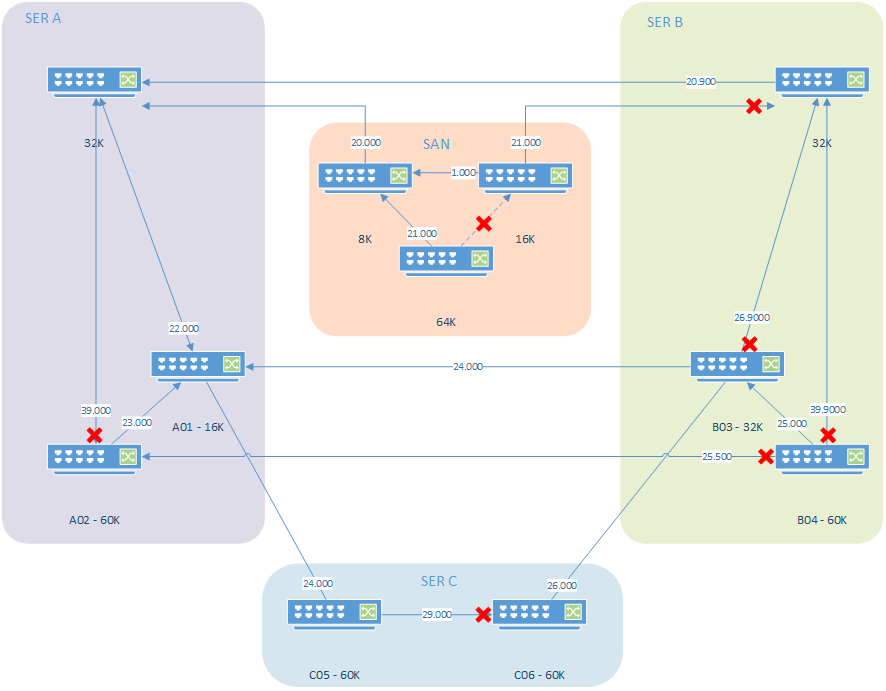 SER A
SER B
20.900
32K
32K
20.000
SAN
21.000
1.000
8K
21.000
16K
64K
22.000
26.9000
24.000
39.000
23.000
A01 - 16K
B03 - 32K
25.000
39.9000
25.500
A02 - 60K
B04 - 60K
SER C
24.000
26.000
29.000
C05 - 60K
C06 - 60K